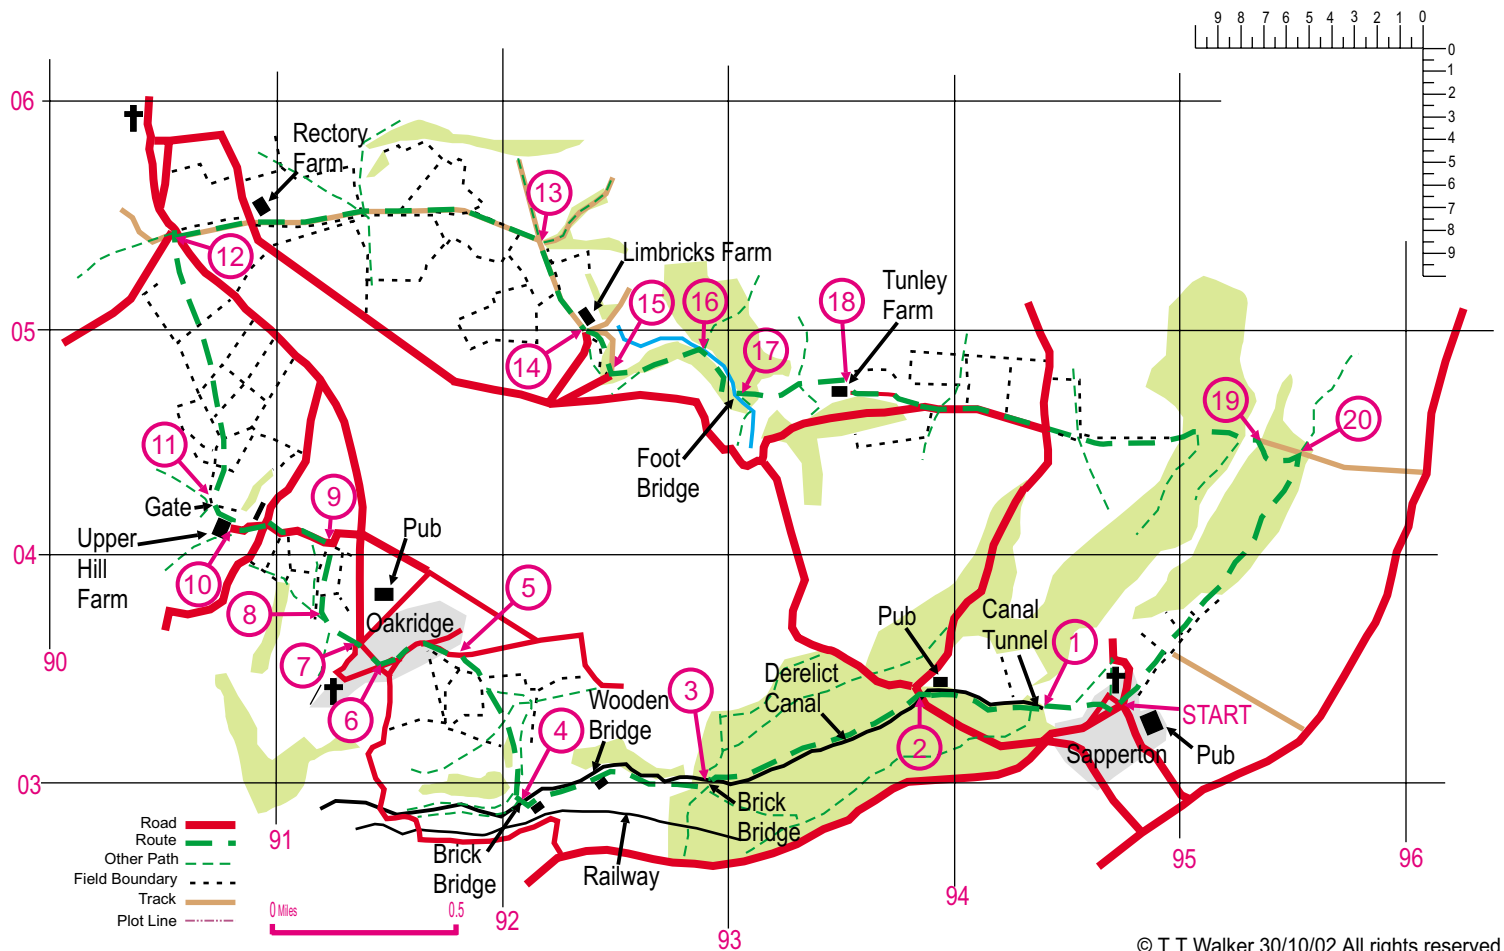 9 8 7 6 5 4 3 2 1 0
0
1
2
3
4
5
6
7
8
9
06
Rectory
Farm
13
12
Limbricks Farm
15
16
18
Tunley
Farm
05
14
17
19
20
11
Foot
Bridge
Gate
9
Pub
Upper
Hill
Farm
10
04
5
8
Oakridge
Pub
Canal
Tunnel
1
90
7
6
Wooden
Bridge
3
Derelict
Canal
START
4
2
Sapperton
Pub
03
Brick
Bridge
Road
Route
Other Path
Field Boundary
Track
Plot Line
91
Brick
Bridge
Railway
95
96
94
0 Miles 0.5
92
93
© T T Walker 30/10/02 All rights reserved